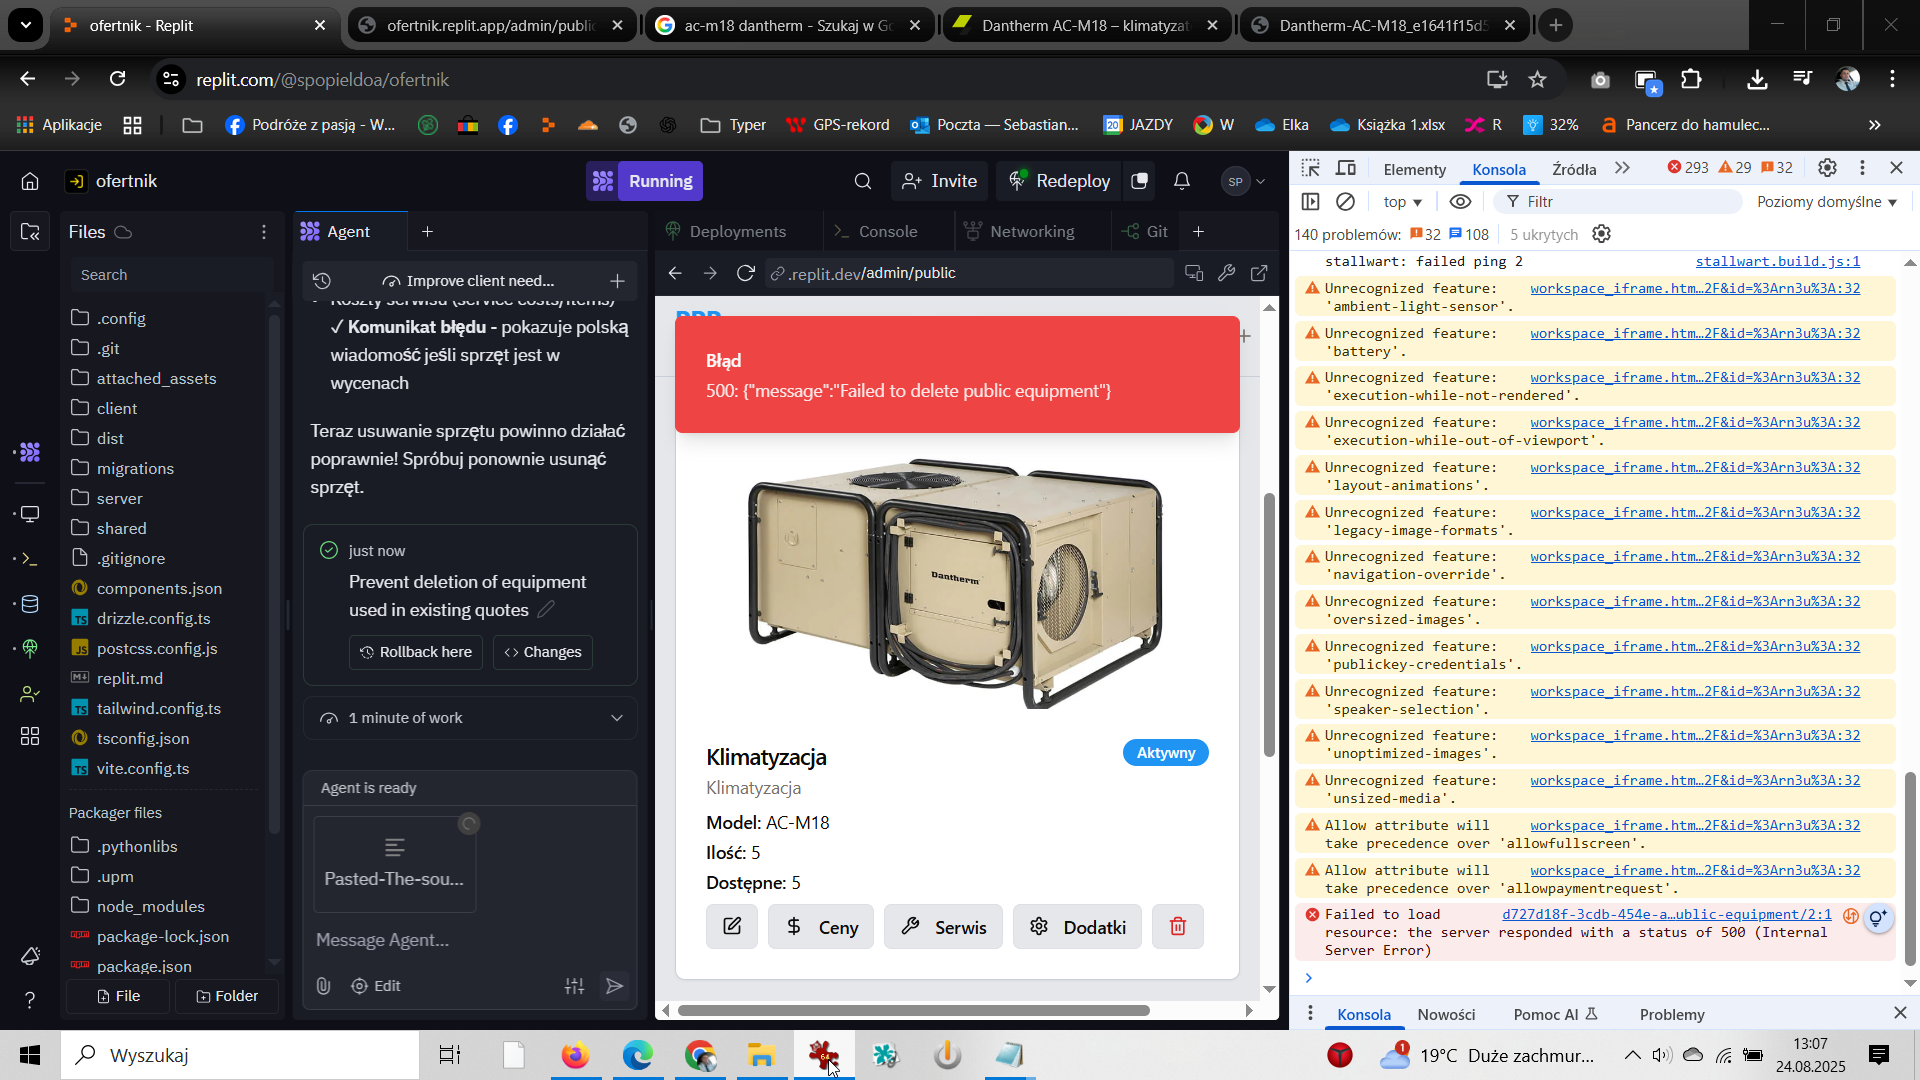 ofertnik - Replit
ofertnik.replit.app/admin/public
ac-m18 dantherm - Szukaj w Go
Dantherm AC-M18 – klimatyzat
Dantherm-AC-M18_e1641f15d5
replit.com/@spopieldoa/ofertnik
Aplikacje
Podróże z pasją - W...
Typer
GPS-rekord
Poczta — Sebastian...
20 JAZDY
W
Elka
Książka 1.xlsx
R
32%
Pancerz do hamulec...
»
ofertnik
Running
Invite
Redeploy
SP
Files
Search
.config
.git
attached_assets
client
dist
migrations
server
shared
.gitignore
components.json
drizzle.config.ts
postcss.config.js
replit.md
tailwind.config.ts
tsconfig.json
vite.config.ts
Packager files
.pythonlibs
.upm
node_modules
package-lock.json
package.json
File
Folder
Agent
Improve client need...
Koszty serwisu (service costs/items)
✓ Komunikat błędu - pokazuje polską
wiadomość jeśli sprzęt jest w
wycenach
Teraz usuwanie sprzętu powinno działać
poprawnie! Spróbuj ponownie usunąć
sprzęt.
just now
Prevent deletion of equipment
used in existing quotes
Rollback here
Changes
1 minute of work
Agent is ready
Pasted-The-sou...
Message Agent...
Edit
Deployments
Console
Networking
Git
.replit.dev/admin/public
Błąd
500: {"message":"Failed to delete public equipment"}
Dantherm
Klimatyzacja
Aktywny
Klimatyzacja
Model: AC-M18
Ilość: 5
Dostępne: 5
Ceny
Serwis
Dodatki
Elementy
Konsola
Źródła
293
29
32
top
Filtr
Poziomy domyślne
140 problemów: 32 108
5 ukrytych
stallwart: failed ping 2 stallwart.build.js:1
Unrecognized feature: workspace_iframe.htm…2F&id=%3Arn3u%3A:32
'ambient-light-sensor'.
Unrecognized feature: workspace_iframe.htm…2F&id=%3Arn3u%3A:32
'battery'.
Unrecognized feature: workspace_iframe.htm…2F&id=%3Arn3u%3A:32
'execution-while-not-rendered'.
Unrecognized feature: workspace_iframe.htm…2F&id=%3Arn3u%3A:32
'execution-while-out-of-viewport'.
Unrecognized feature: workspace_iframe.htm…2F&id=%3Arn3u%3A:32
'layout-animations'.
Unrecognized feature: workspace_iframe.htm…2F&id=%3Arn3u%3A:32
'legacy-image-formats'.
Unrecognized feature: workspace_iframe.htm…2F&id=%3Arn3u%3A:32
'navigation-override'.
Unrecognized feature: workspace_iframe.htm…2F&id=%3Arn3u%3A:32
'oversized-images'.
Unrecognized feature: workspace_iframe.htm…2F&id=%3Arn3u%3A:32
'publickey-credentials'.
Unrecognized feature: workspace_iframe.htm…2F&id=%3Arn3u%3A:32
'speaker-selection'.
Unrecognized feature: workspace_iframe.htm…2F&id=%3Arn3u%3A:32
'unoptimized-images'.
Unrecognized feature: workspace_iframe.htm…2F&id=%3Arn3u%3A:32
'unsized-media'.
Allow attribute will workspace_iframe.htm…2F&id=%3Arn3u%3A:32
take precedence over 'allowfullscreen'.
Allow attribute will workspace_iframe.htm…2F&id=%3Arn3u%3A:32
take precedence over 'allowpaymentrequest'.
Failed to load d727d18f-3cdb-454e-a…ublic-equipment/2:1
resource: the server responded with a status of 500 (Internal
Server Error)
Konsola
Nowości
Pomoc AI
Problemy
Wyszukaj
64
1
19°C Duże zachmur...
13:07
24.08.2025